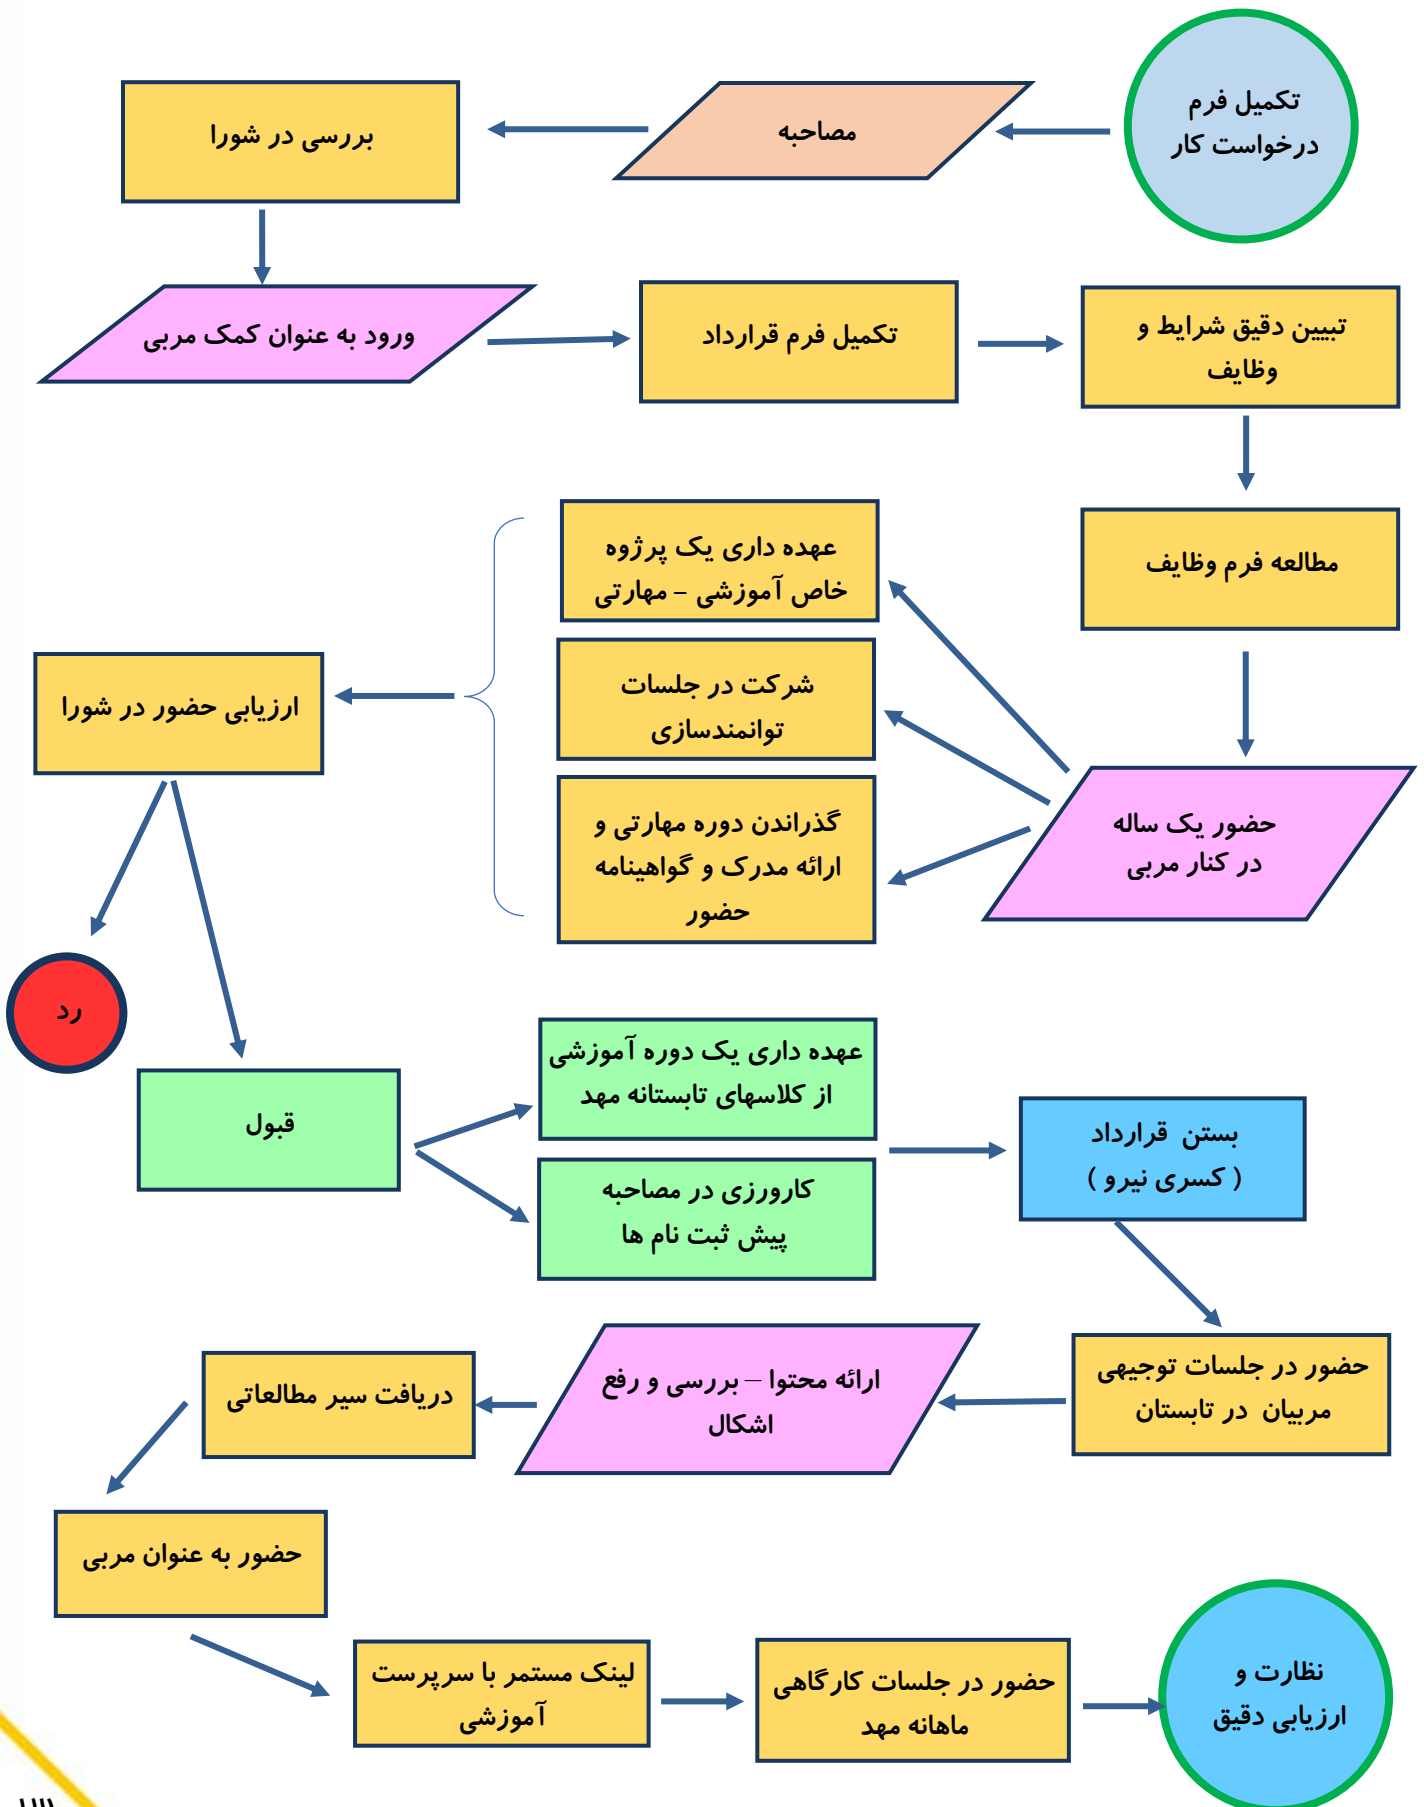 تکمیل فرم
درخواست کار
مصاحبه
بررسی در شورا
ورود به عنوان کمک مربی
تکمیل فرم قرارداد
تبیین دقیق شرایط و
وظایف
مطالعه فرم وظایف
حضور یک ساله
در کنار مربی
عهده داری یک پرژوه
خاص آموزشی – مهارتی
شرکت در جلسات
توانمندسازی
گذراندن دوره مهارتی و
ارائه مدرک و گواهینامه
حضور
ارزیابی حضور در شورا
رد
قبول
عهده داری یک دوره آموزشی
از کلاسهای تابستانه مهد
کارورزی در مصاحبه
پیش ثبت نام ها
بستن قرارداد
( کسری نیرو )
حضور در جلسات توجیهی
مربیان در تابستان
ارائه محتوا – بررسی و رفع
اشکال
دریافت سیر مطالعاتی
حضور به عنوان مربی
لینک مستمر با سرپرست
آموزشی
حضور در جلسات کارگاهی
ماهانه مهد
نظارت و
ارزیابی دقیق